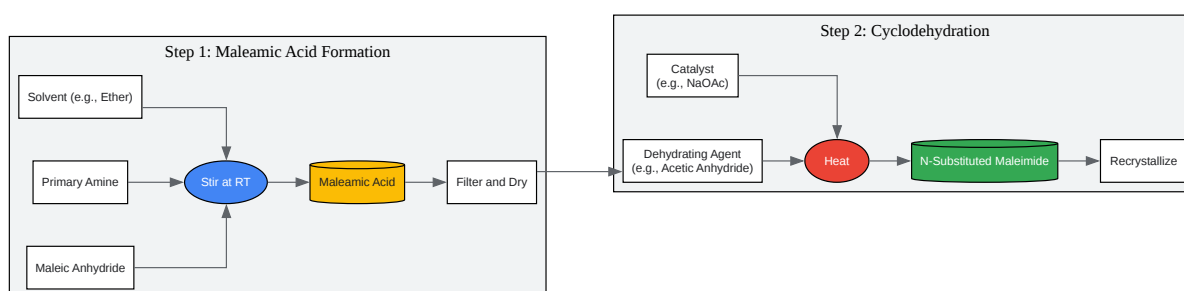 Step 1: Maleamic Acid Formation
Solvent (e.g., Ether)
Primary Amine
Maleic Anhydride
Stir at RT
Maleamic Acid
Filter and Dry
Step 2: Cyclodehydration
Catalyst
(e.g., NaOAc)
Dehydrating Agent
(e.g., Acetic Anhydride)
Heat
N-Substituted Maleimide
Recrystallize